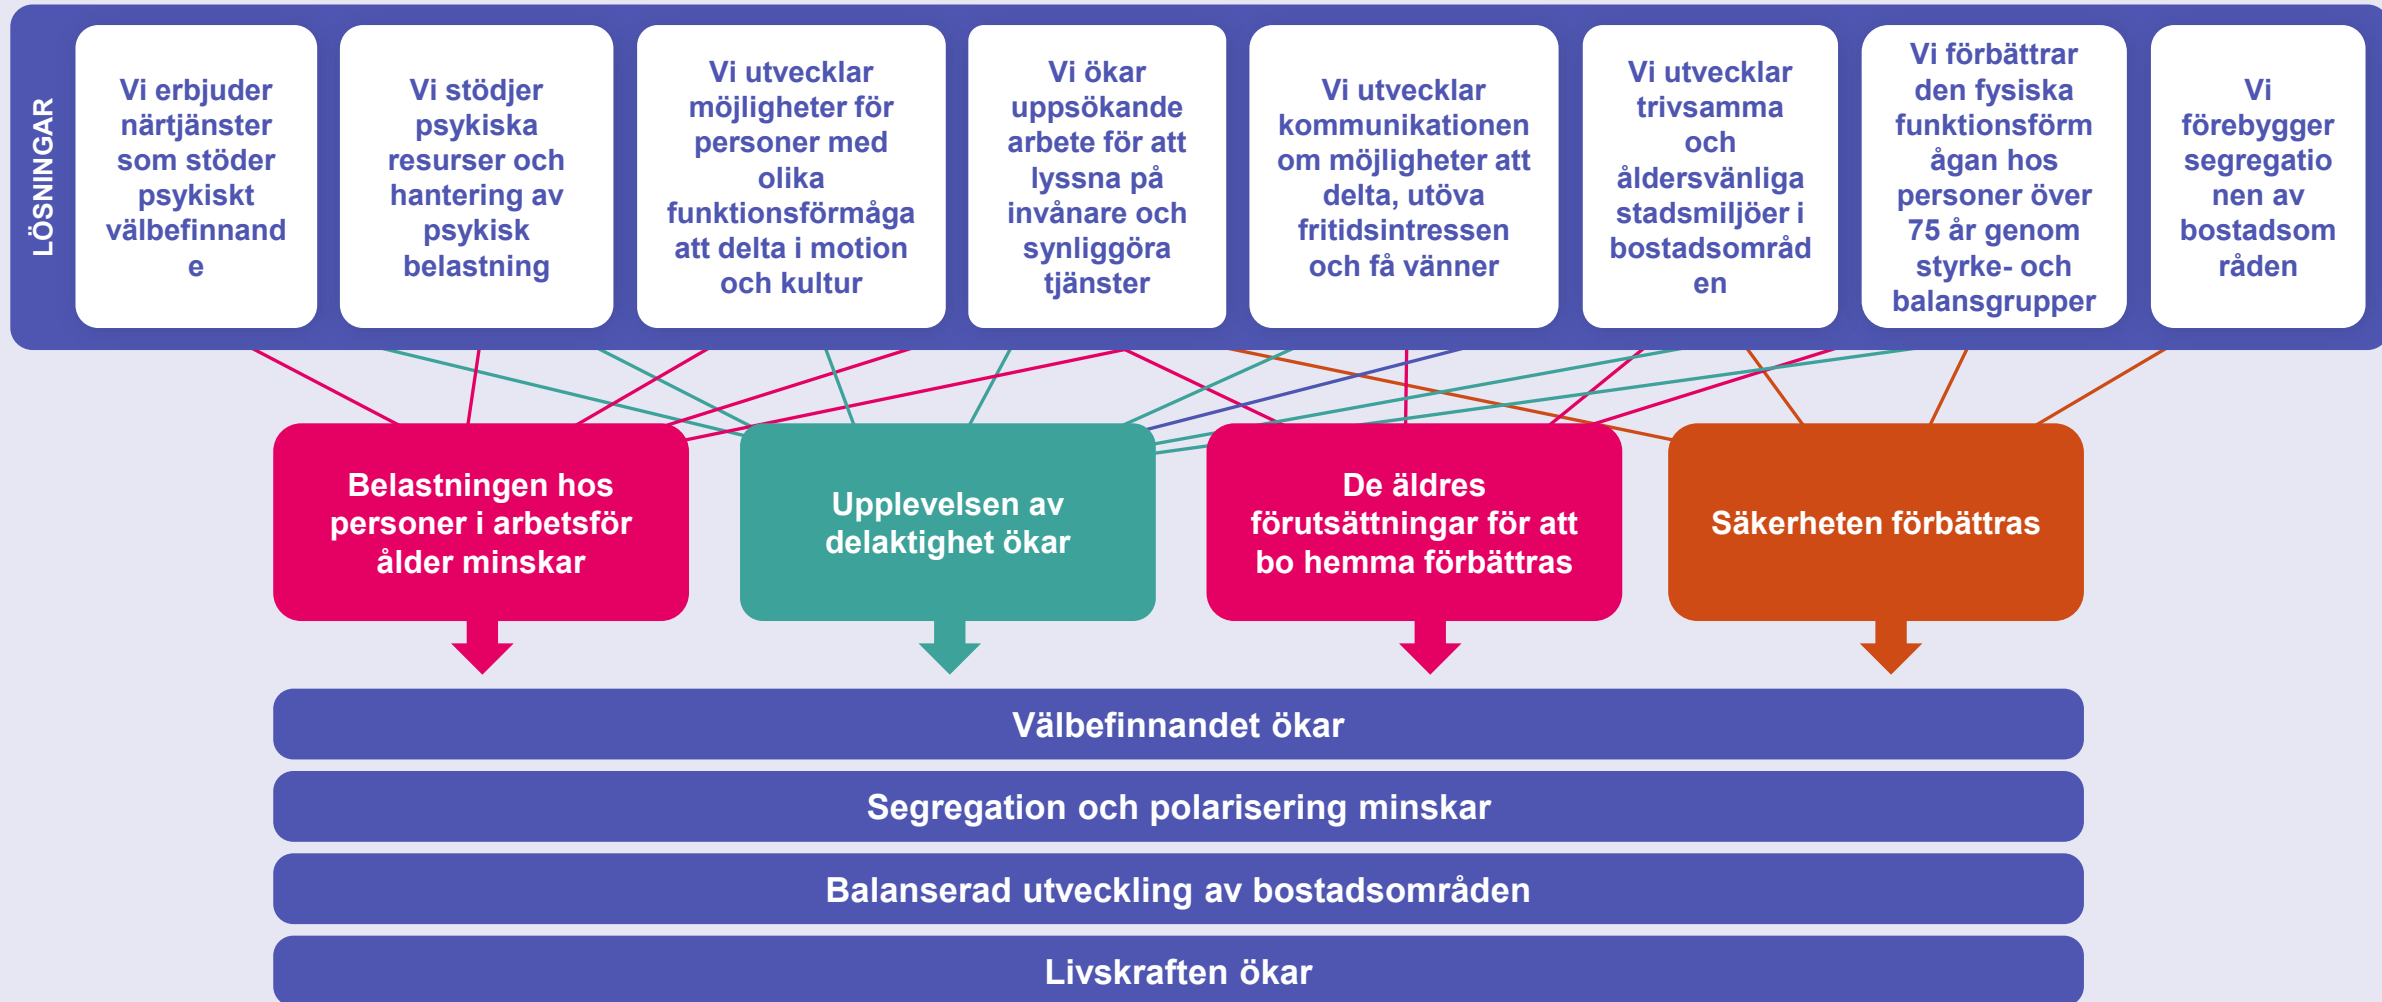 LÖSNINGAR
Vi erbjuder
närtjänster
som stöder
psykiskt
välbefinnand
e
Vi stödjer
psykiska
resurser och
hantering av
psykisk
belastning
Vi utvecklar
möjligheter för
personer med
olika
funktionsförmåga
att delta i motion
och kultur
Vi ökar
uppsökande
arbete för att
lyssna på
invånare och
synliggöra
tjänster
Vi utvecklar
kommunikationen
om möjligheter att
delta, utöva
fritidsintressen
och få vänner
Vi utvecklar
trivsamma
och
åldersvänliga
stadsmiljöer i
bostadsområd
en
Vi förbättrar
den fysiska
funktionsförm
ågan hos
personer över
75 år genom
styrke- och
balansgrupper
Vi
förebygger
segregatio
nen av
bostadsom
råden
Belastningen hos
personer i arbetsför
ålder minskar
Upplevelsen av
delaktighet ökar
De äldres
förutsättningar för att
bo hemma förbättras
Säkerheten förbättras
Välbefinnandet ökar
Segregation och polarisering minskar
Balanserad utveckling av bostadsområden
Livskraften ökar